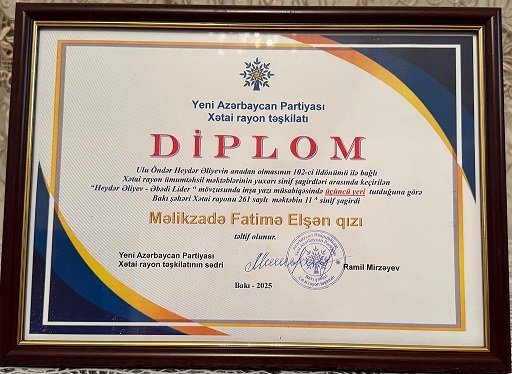 Yeni Azərbaycan Partiyası
Xətai rayon təşkilatı
DİPLOM
Ulu Öndər Heydər Əliyevin anadan olmasının 102-ci ildönümü ilə bağlı
Xətai rayon ümumtəhsil məktəblərinin yuxarı sinif şagirdləri arasında keçirilən
"Heydər Əliyev - Əbədi Lider" mövzusunda inşa yazı müsabiqəsində üçüncü yeri tutduğuna görə
Bakı şəhəri Xətai rayonu 261 saylı məktəbin 11 A sinif şagirdi
Məlikzadə Fatimə Elşən qızı
təltif olunur.
Yeni Azərbaycan Partiyası
Xətai rayon təşkilatının sədri
Ramil Mirzəyev
Bakı - 2025